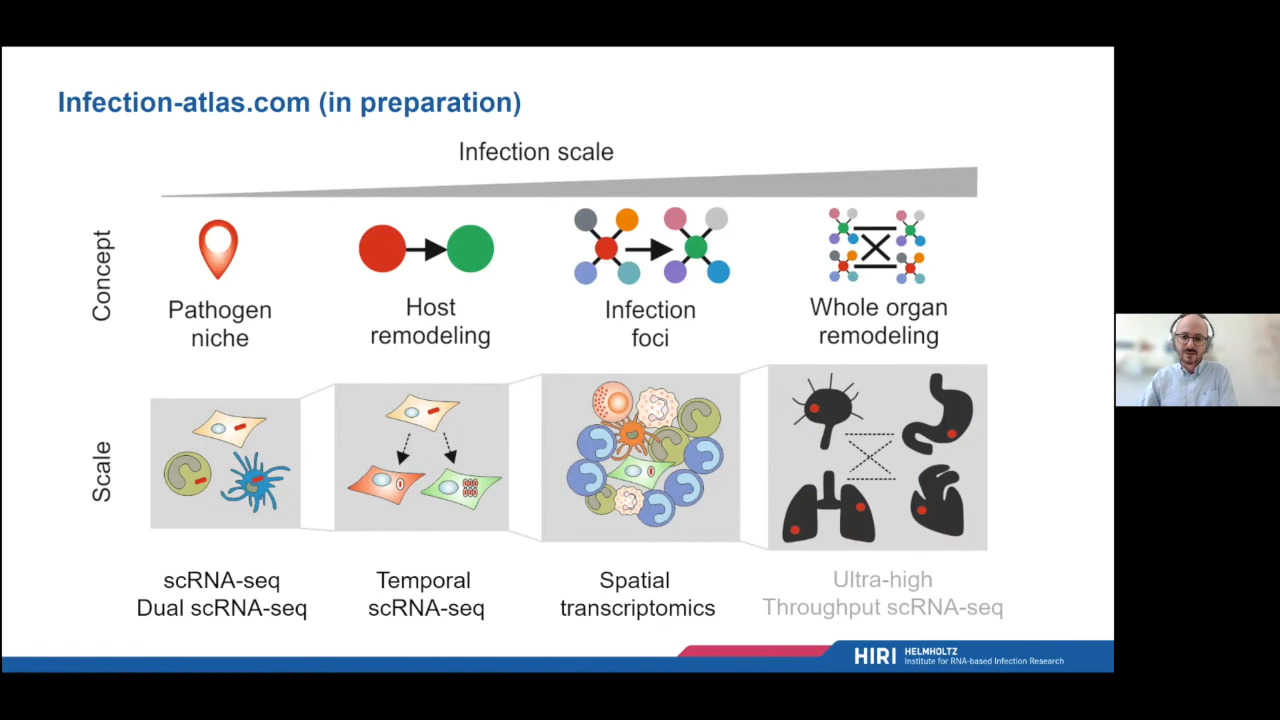 Infection-atlas.com (in preparation)
Infection scale
Concept
Pathogen
niche
Host
remodeling
Infection
foci
Whole organ
remodeling
Scale
scRNA-seq
Dual scRNA-seq
Temporal
scRNA-seq
Spatial
transcriptomics
Ultra-high
Throughput scRNA-seq
HIRI
HELMHOLTZ
Institute for RNA-based Infection Research